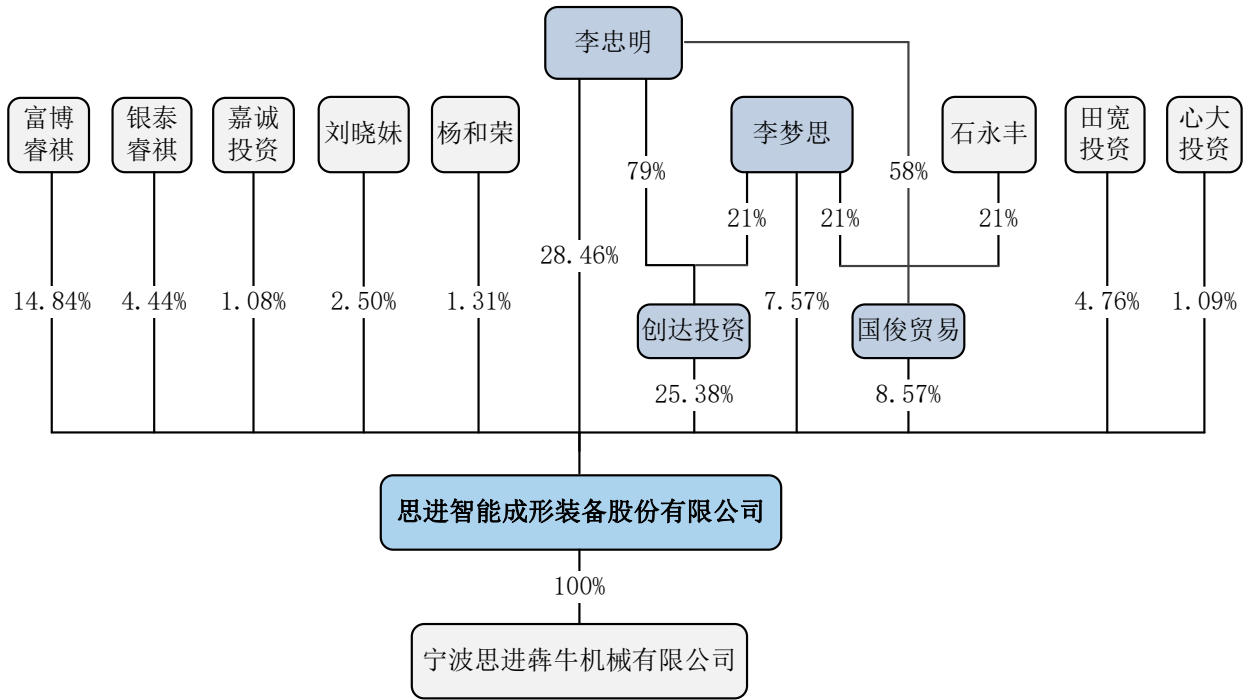 李忠明
富博
睿祺
银泰
睿祺
嘉诚
投资
刘晓妹
杨和荣
李梦思
石永丰
田宽
投资
心大
投资
79%
58%
21%
21%
21%
28.46%
14.84%
4.44%
1.08%
2.50%
1.31%
7.57%
4.76%
1.09%
创达投资
国俊贸易
25.38%
8.57%
思进智能成形装备股份有限公司
100%
宁波思进犇牛机械有限公司